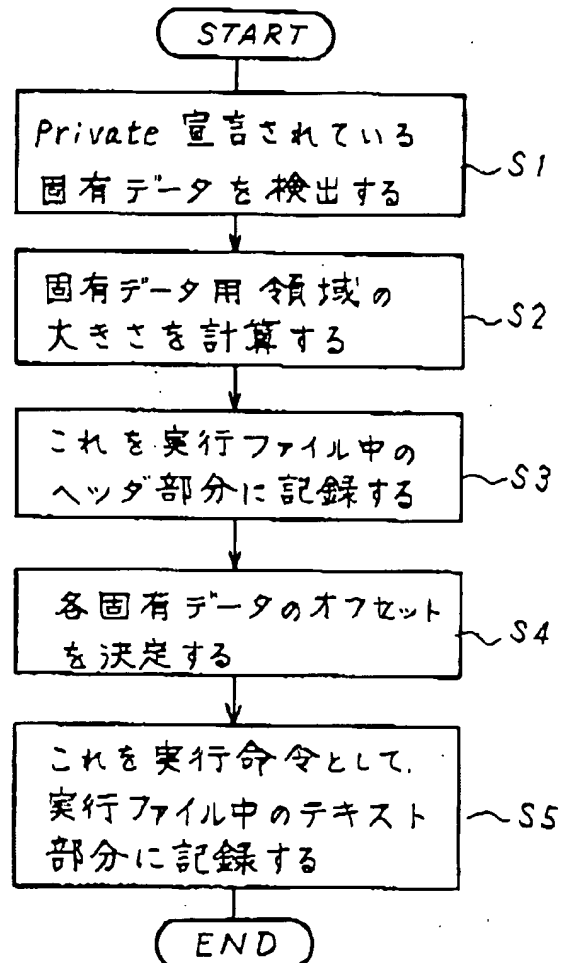 START
Private 宣言されている
固有データを検出する
S1
固有データ用領域の
大きさを計算する
S2
これを実行ファイル中の
ヘッダ部分に記録する
S3
各固有データのオフセット
を決定する
S4
これを実行命令として、
実行ファイル中のテキスト
部分に記録する
S5
END